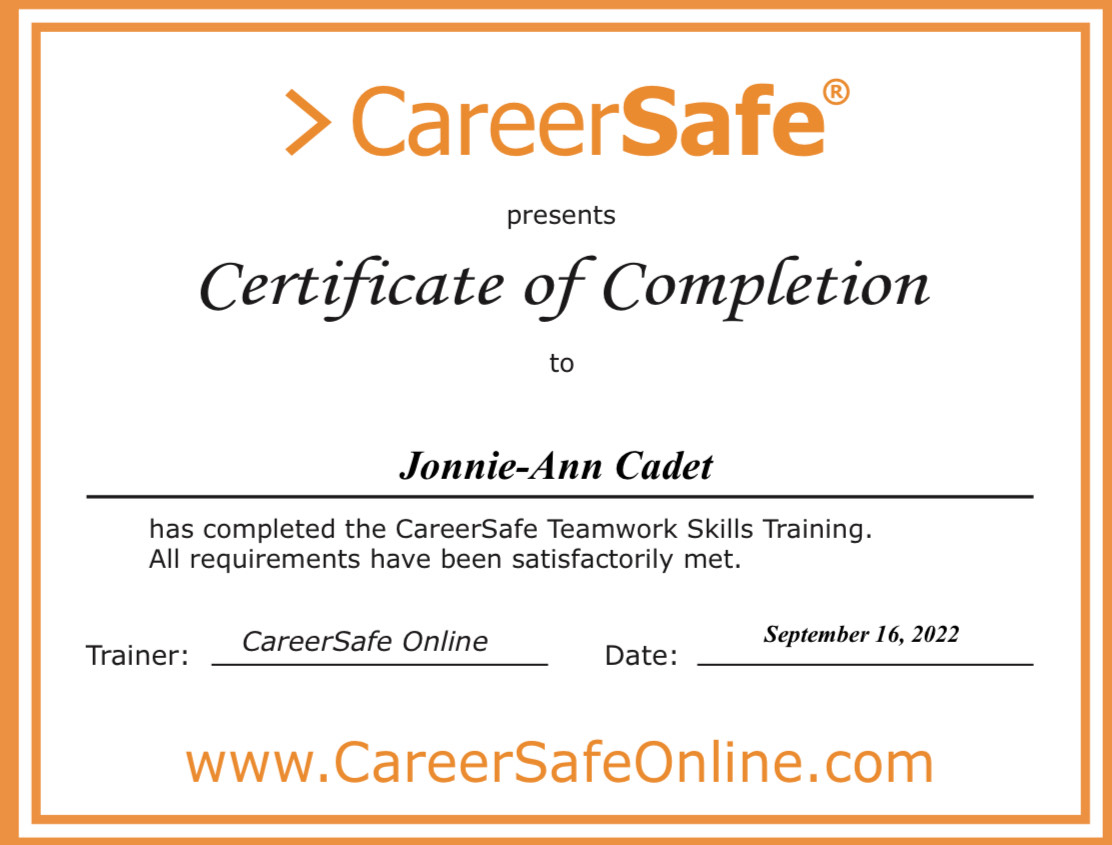 > CareerSafe®
presents
Certificate of Completion
to
Jonnie-Ann Cadet
has completed the CareerSafe Teamwork Skills Training.
All requirements have been satisfactorily met.
Trainer: CareerSafe Online Date: September 16, 2022
www.CareerSafeOnline.com